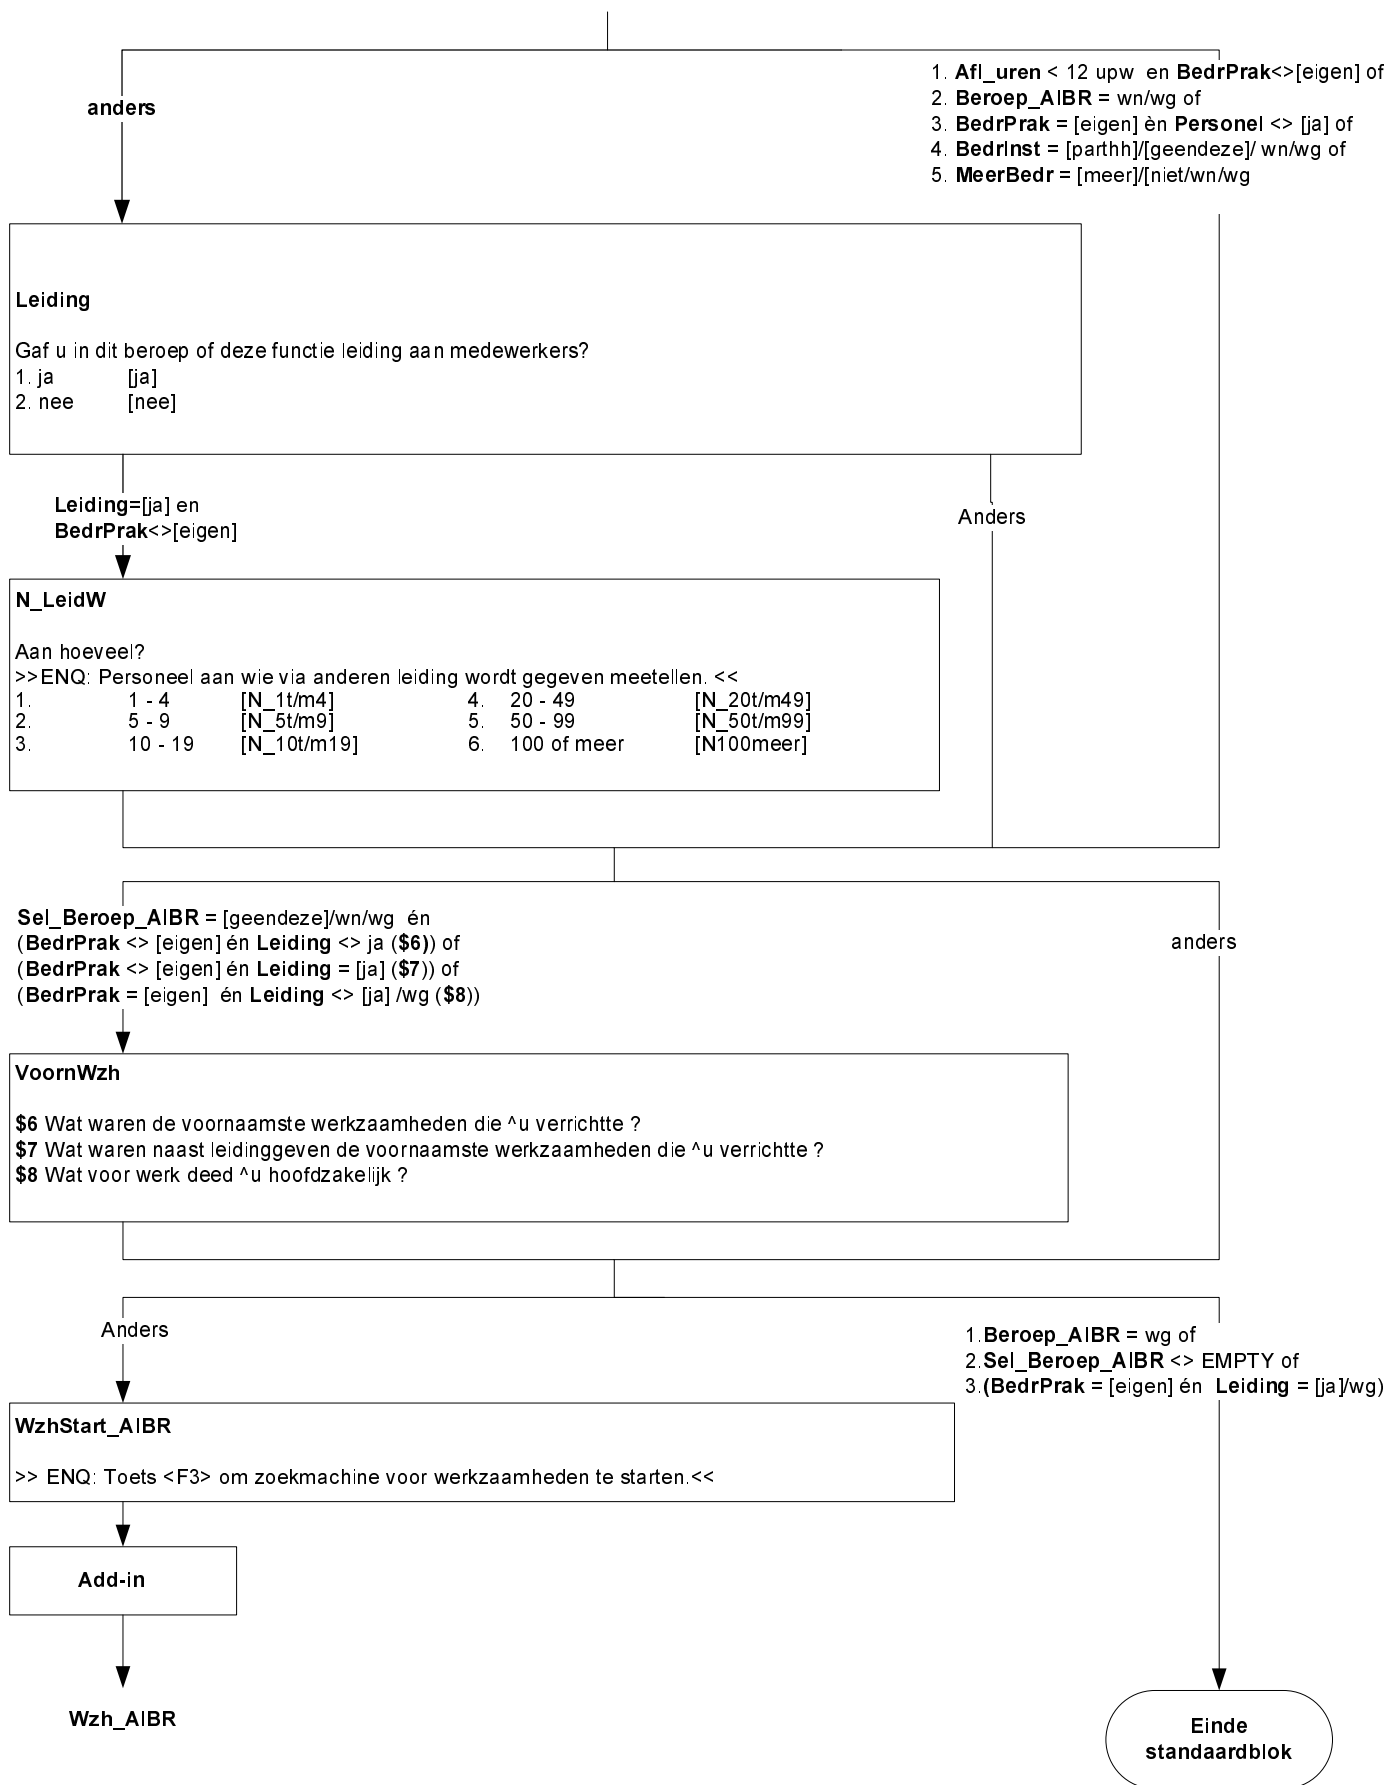 1. Afl_uren < 12 upw  en BedrPrak<>[eigen] of
anders
2. Beroep_AIBR = wn/wg of
3. BedrPrak = [eigen] èn Personel <> [ja] of
4. BedrInst = [parthh]/[geendeze]/ wn/wg of
5. MeerBedr = [meer]/[niet/wn/wg
Leiding
Gaf u in dit beroep of deze functie leiding aan medewerkers?
1. ja [ja]
2. nee [nee]
Leiding=[ja] en
BedrPrak<>[eigen]
Anders
N_LeidW
Aan hoeveel?
>>ENQ: Personeel aan wie via anderen leiding wordt gegeven meetellen. <<
1. 1 - 4 [N_1t/m4] 4. 20 - 49 [N_20t/m49]
2. 5 - 9 [N_5t/m9] 5. 50 - 99 [N_50t/m99]
3. 10 - 19 [N_10t/m19] 6. 100 of meer [N100meer]
Sel_Beroep_AIBR = [geendeze]/wn/wg  én
(BedrPrak <> [eigen] én Leiding <> ja ($6)) of
(BedrPrak <> [eigen] én Leiding = [ja] ($7)) of
(BedrPrak = [eigen]  én Leiding <> [ja] /wg ($8))
anders
VoornWzh
$6 Wat waren de voornaamste werkzaamheden die ^u verrichtte ?
$7 Wat waren naast leidinggeven de voornaamste werkzaamheden die ^u verrichtte ?
$8 Wat voor werk deed ^u hoofdzakelijk ?
Anders
1.Beroep_AIBR = wg of
2.Sel_Beroep_AIBR <> EMPTY of
3.(BedrPrak = [eigen] én  Leiding = [ja]/wg)
WzhStart_AIBR
>> ENQ: Toets <F3> om zoekmachine voor werkzaamheden te starten.<<
Add-in
Wzh_AIBR
Einde
standaardblok